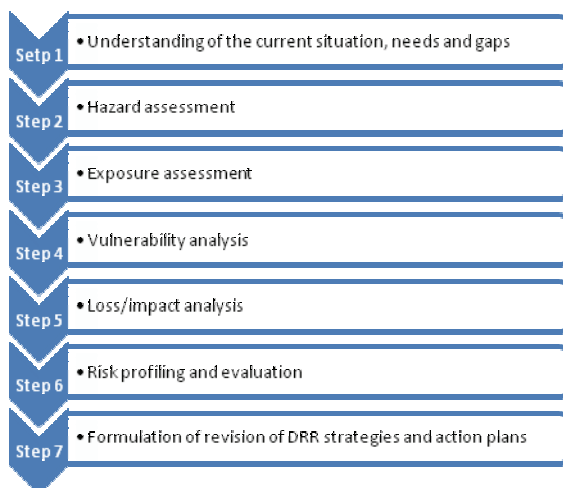 Setp 1
• Understanding of the current situation, needs and gaps
Step 2
• Hazard assessment
Step 3
• Exposure assessment
Step 4
• Vulnerability analysis
Step 5
• Loss/impact analysis
Step 6
• Risk profiling and evaluation
Step 7
• Formulation of revision of DRR strategies and action plans